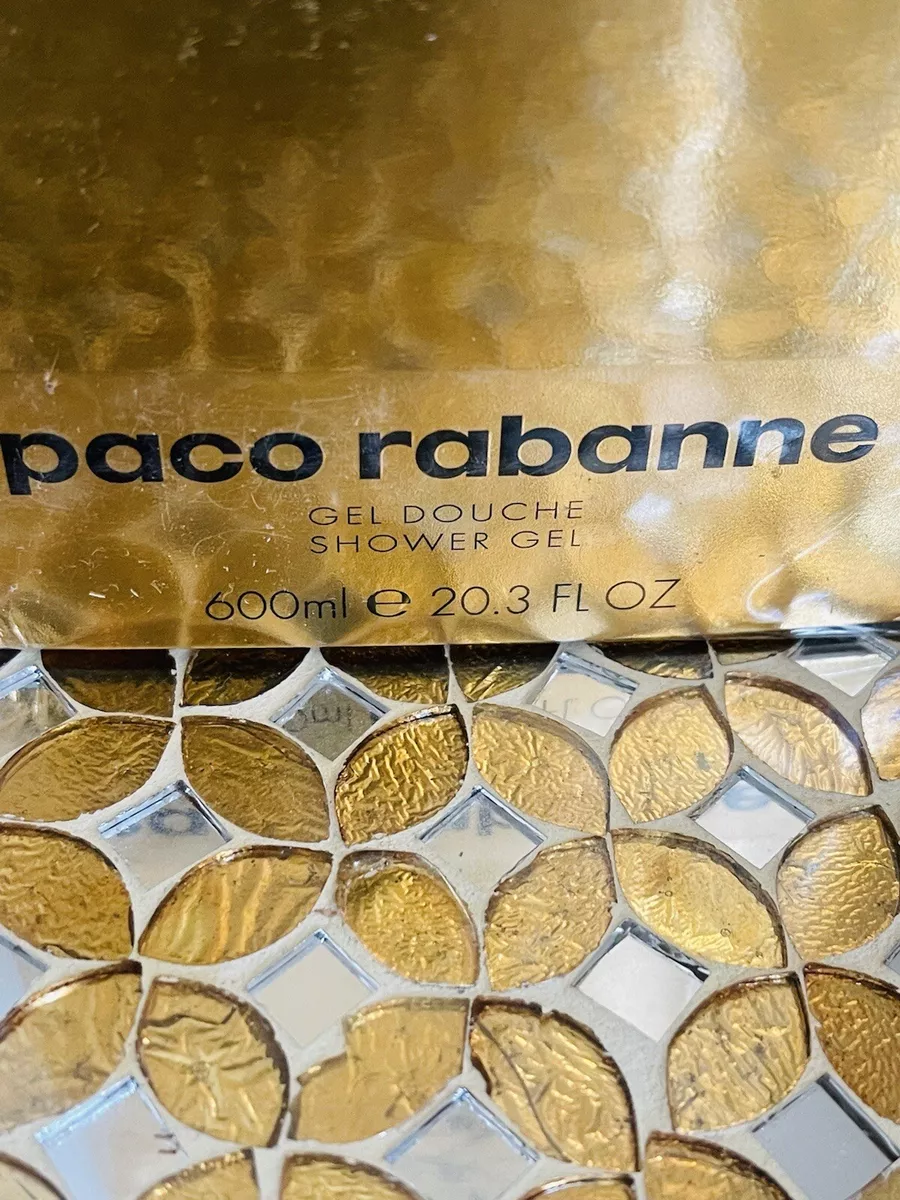 paco rabanne
GEL DOUCHE
SHOWER GEL
600ml e 20.3 FL OZ